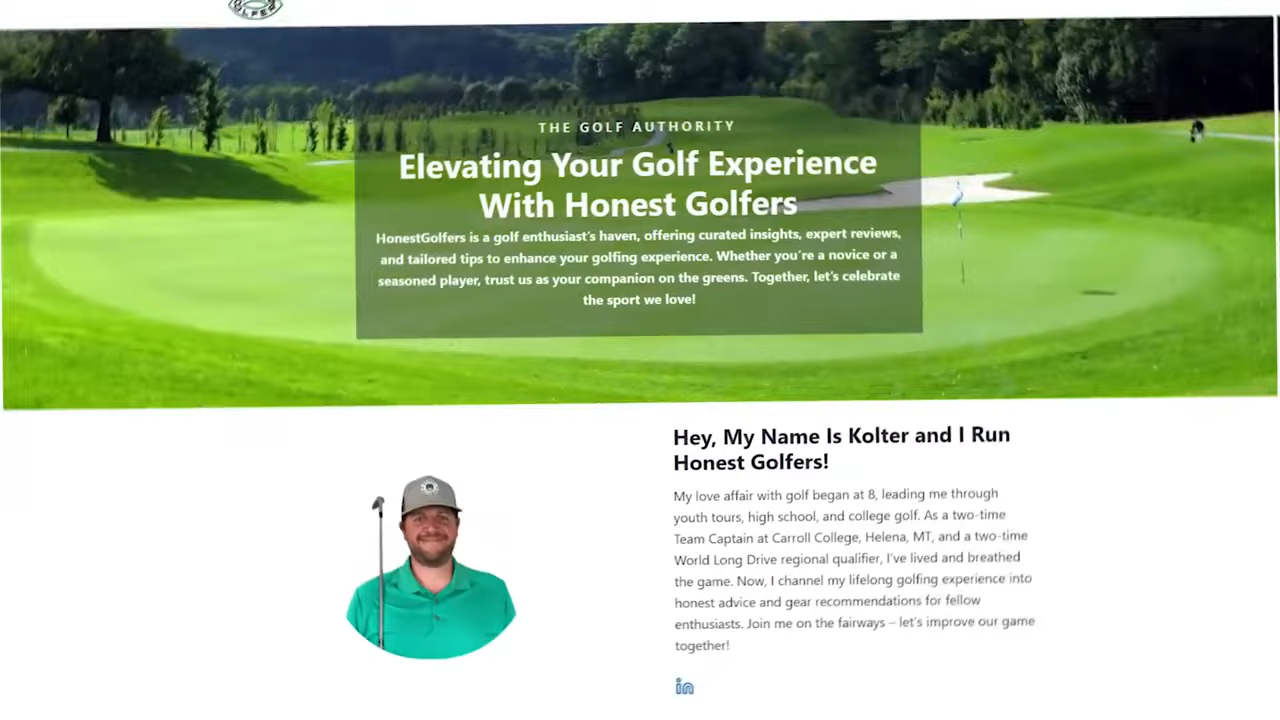 GOLFERS
THE GOLF AUTHORITY
Elevating Your Golf Experience
With Honest Golfers
HonestGolfers is a golf enthusiast's haven, offering curated insights, expert reviews,
and tailored tips to enhance your golfing experience. Whether you're a novice or a
seasoned player, trust us as your companion on the greens. Together, let's celebrate
the sport we love!
Hey, My Name Is Kolter and I Run
Honest Golfers!
My love affair with golf began at 8, leading me through
youth tours, high school, and college golf. As a two-time
Team Captain at Carroll College, Helena, MT, and a two-time
World Long Drive regional qualifier, I've lived and breathed
the game. Now, I channel my lifelong golfing experience into
honest advice and gear recommendations for fellow
enthusiasts. Join me on the fairways – let's improve our game
together!
in